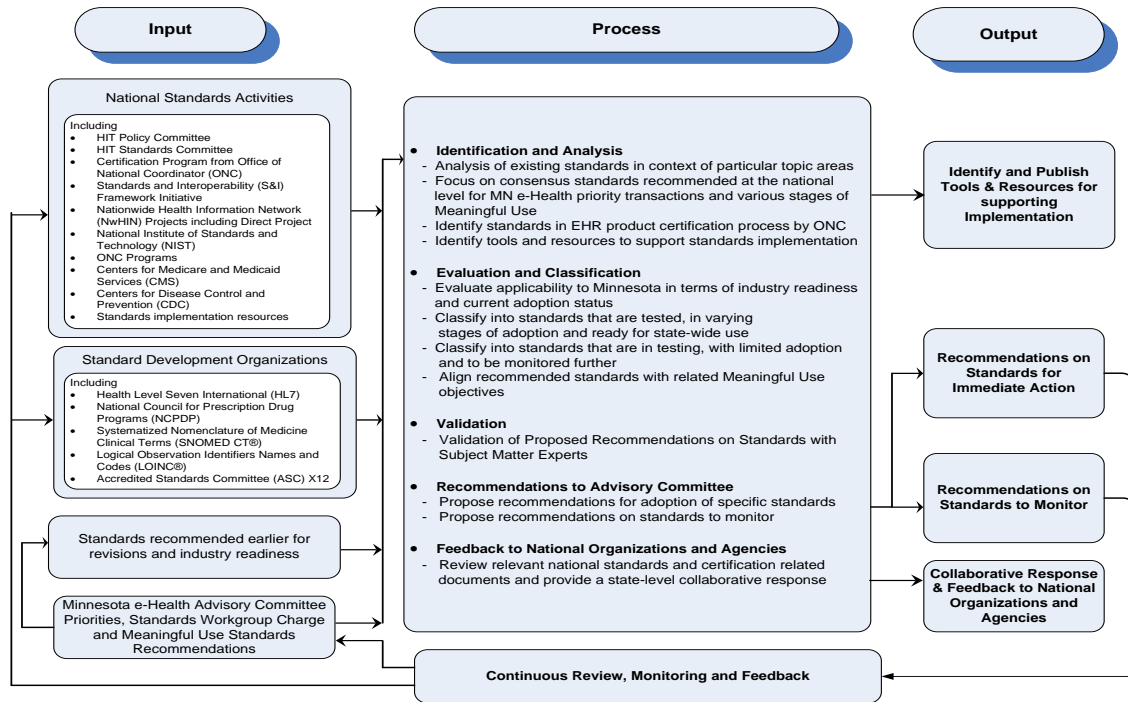 Input
Process
Output
National Standards Activities
Including
• HIT Policy Committee
• HIT Standards Committee
• Certification Program from Office of
National Coordinator (ONC)
• Standards and Interoperability (S&I)
Framework Initiative
• Nationwide Health Information Network
(NwHIN) Projects including Direct Project
• National Institute of Standards and
Technology (NIST)
• ONC Programs
• Centers for Medicare and Medicaid
Services (CMS)
• Centers for Disease Control and
Prevention (CDC)
• Standards implementation resources
Standard Development Organizations
Including
• Health Level Seven International (HL7)
• National Council for Prescription Drug
Programs (NCPDP)
• Systematized Nomenclature of Medicine
Clinical Terms (SNOMED CT®)
• Logical Observation Identifiers Names and
Codes (LOINC®)
• Accredited Standards Committee (ASC) X12
Standards recommended earlier for
revisions and industry readiness
Minnesota e-Health Advisory Committee
Priorities, Standards Workgroup Charge
and Meaningful Use Standards
Recommendations
• Identification and Analysis
- Analysis of existing standards in context of particular topic areas
- Focus on consensus standards recommended at the national
level for MN e-Health priority transactions and various stages of
Meaningful Use
- Identify standards in EHR product certification process by ONC
- Identify tools and resources to support standards implementation
• Evaluation and Classification
- Evaluate applicability to Minnesota in terms of industry readiness
and current adoption status
- Classify into standards that are tested, in varying
stages of adoption and ready for state-wide use
- Classify into standards that are in testing, with limited adoption
and to be monitored further
- Align recommended standards with related Meaningful Use
objectives
• Validation
- Validation of Proposed Recommendations on Standards with
Subject Matter Experts
• Recommendations to Advisory Committee
- Propose recommendations for adoption of specific standards
- Propose recommendations on standards to monitor
• Feedback to National Organizations and Agencies
- Review relevant national standards and certification related
documents and provide a state-level collaborative response
Identify and Publish
Tools & Resources for
supporting
Implementation
Recommendations on
Standards for
Immediate Action
Recommendations on
Standards to Monitor
Collaborative Response
& Feedback to National
Organizations and
Agencies
Continuous Review, Monitoring and Feedback